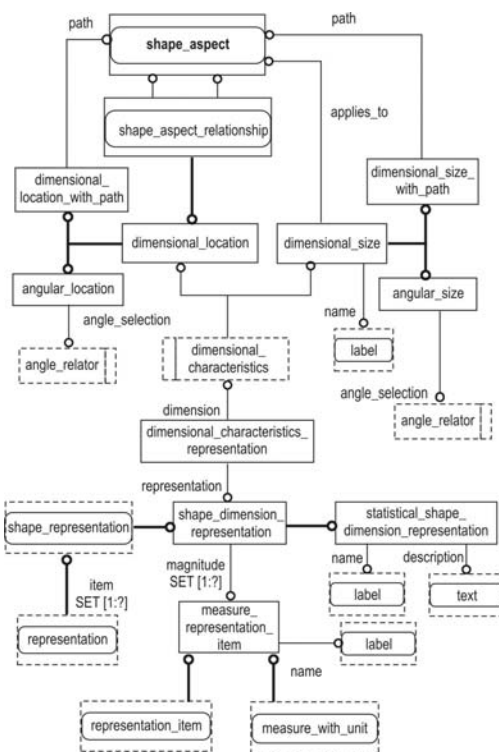 path
path
shape_aspect
shape_aspect_relationship
applies_to
dimensional_
location_with_path
dimensional_size_
with_path
dimensional_location
dimensional_size
angular_location
angular_size
angle_selection
name
angle_relator
dimensional_
characteristics
label
angle_selection
angle_relator
dimension
dimensional_characteristics_
representation
representation
shape_representation
shape_dimension_
representation
statistical_shape_
dimension_representation
magnitude
SET [1:?]
name
description
item
SET [1:?]
label
text
representation
measure_
representation_
item
label
name
representation_item
measure_with_unit